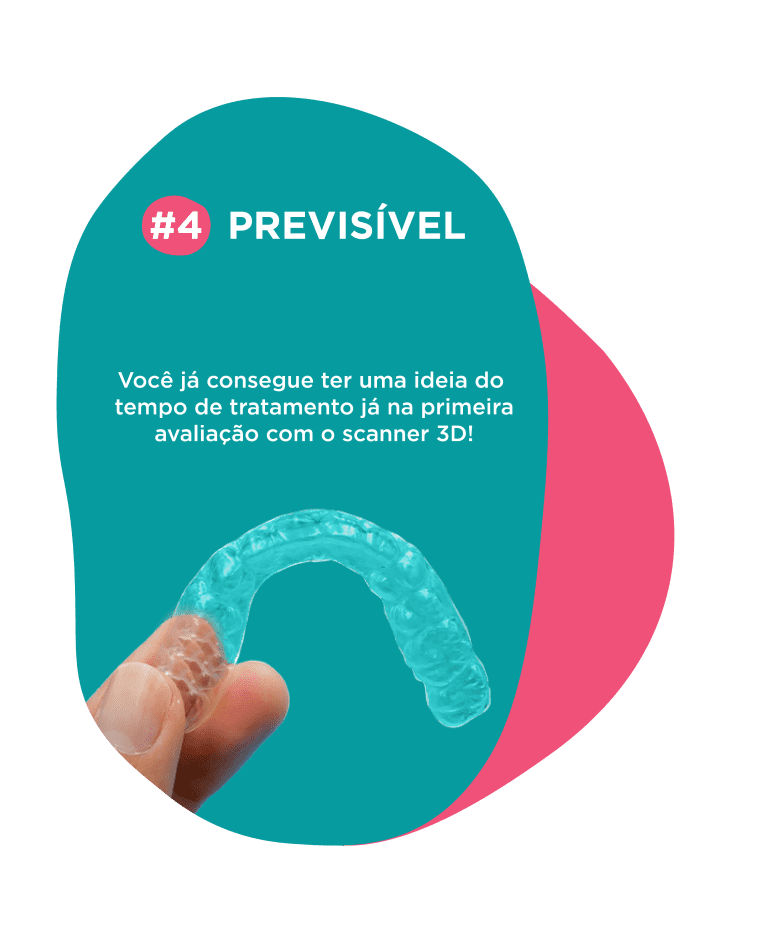 #4 PREVISÍVEL
Você já consegue ter uma ideia do
tempo de tratamento já na primeira
avaliação com o scanner 3D!